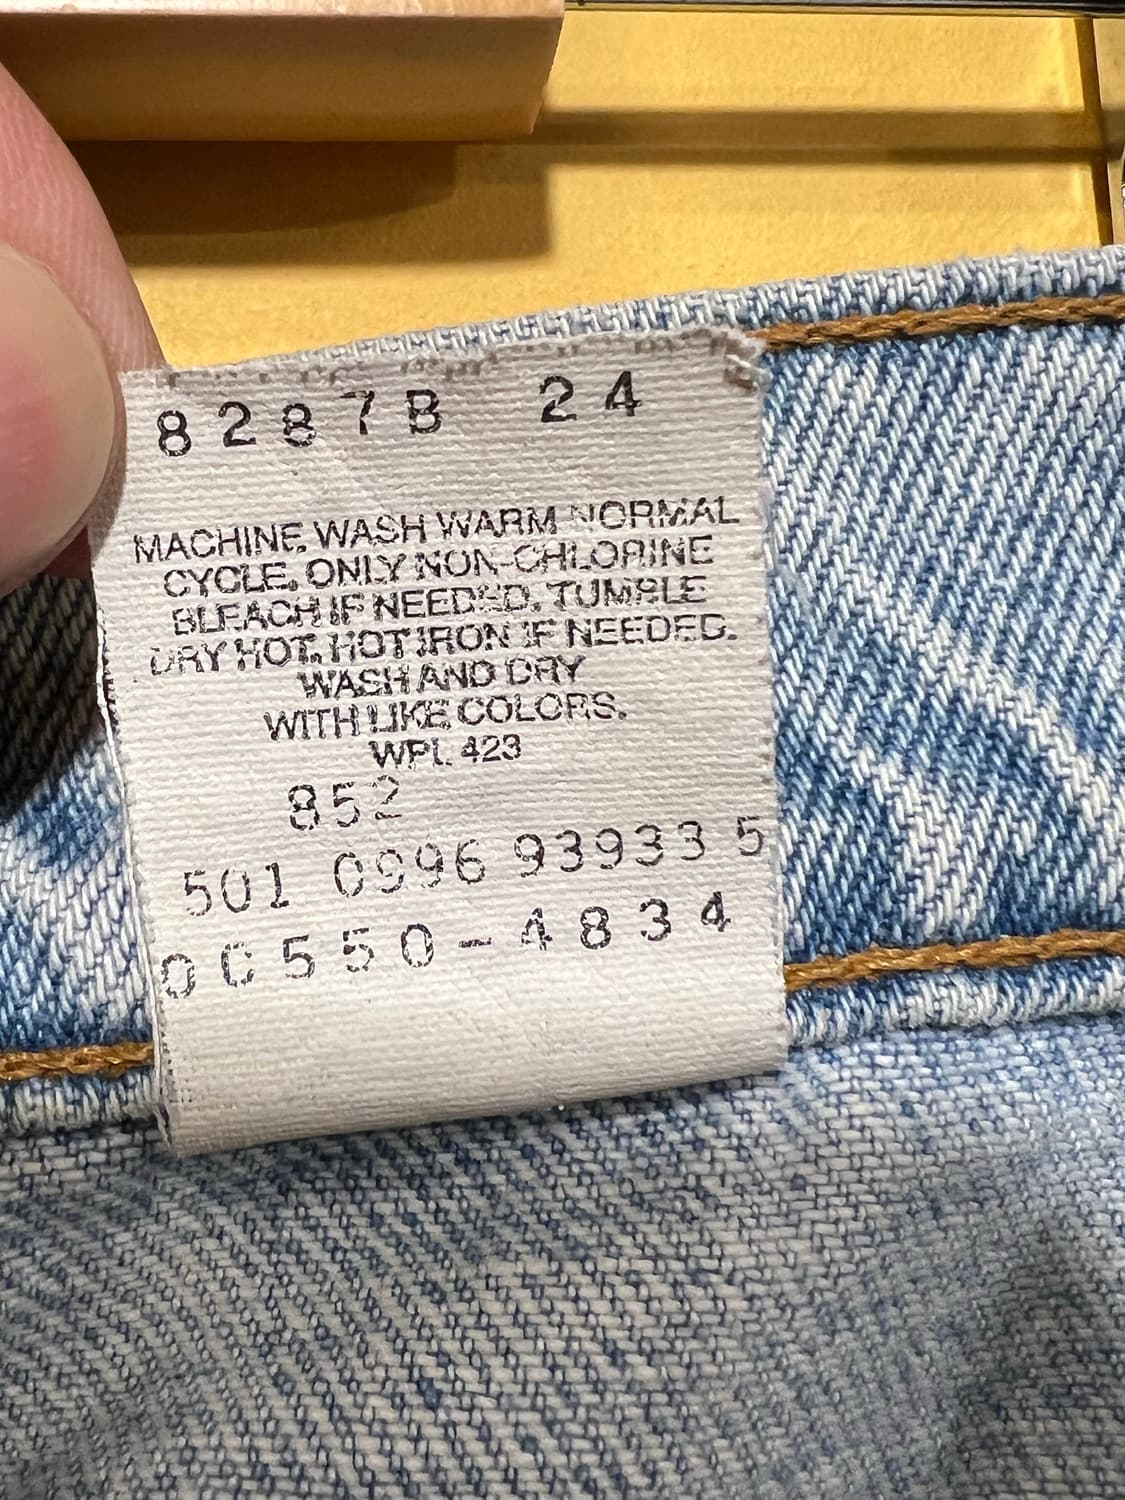 8287B 24
MACHINE WASH WARM NORMAL
CYCLE. ONLY NON-CHLORINE
BLEACH IF NEEDED. TUMBLE
DRY HOT. HOT IRON IF NEEDED.
WASH AND DRY
WITH LIKE COLORS.
WPL 423
852
501 0996 93933 5
00550-4834